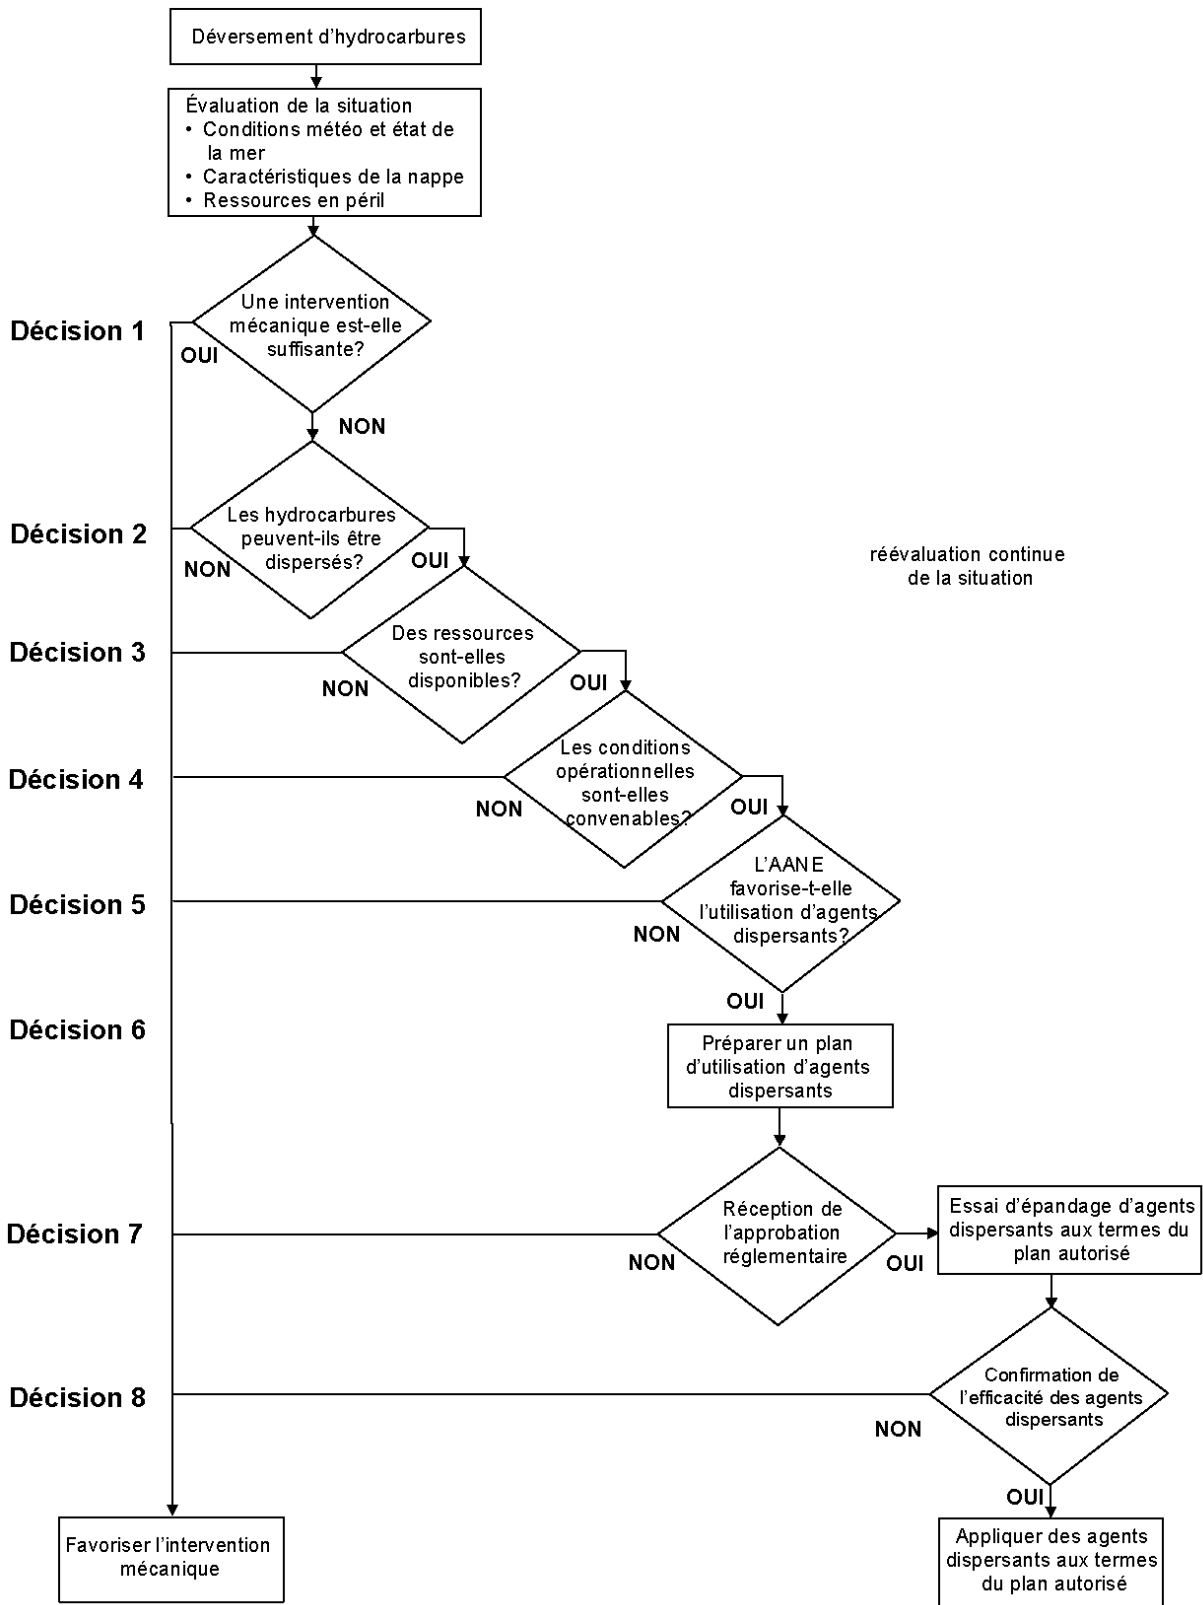 Déversement d'hydrocarbures
Évaluation de la situation
• Conditions météo et état de
la mer
• Caractéristiques de la nappe
• Ressources en péril
Décision 1
Une intervention
mécanique est-elle
suffisante?
OUI
NON
Décision 2
Les hydrocarbures
peuvent-ils être
dispersés?
NON
OUI
réévaluation continue
de la situation
Décision 3
Des ressources
sont-elles
disponibles?
NON
OUI
Décision 4
Les conditions
opérationnelles
sont-elles
convenables?
NON
OUI
Décision 5
L'AANE
favorise-t-elle
l'utilisation d'agents
dispersants?
NON
OUI
Décision 6
Préparer un plan
d'utilisation d'agents
dispersants
Décision 7
Réception de
l'approbation
réglementaire
NON
OUI
Essai d'épandage d'agents
dispersants aux termes du
plan autorisé
Décision 8
Confirmation de
l'efficacité des agents
dispersants
NON
OUI
Favoriser l'intervention
mécanique
Appliquer des agents
dispersants aux termes
du plan autorisé